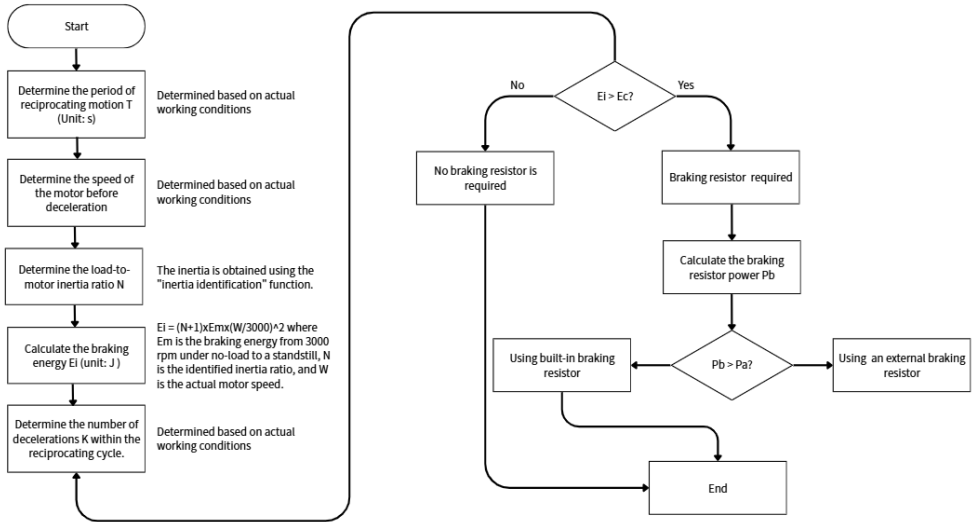 Start
Determine the period of
reciprocating motion T
(Unit: s)
Determined based on actual
working conditions
Determine the speed of
the motor before
deceleration
Determined based on actual
working conditions
Determine the load-to-
motor inertia ratio N
The inertia is obtained using the
"inertia identification" function.
Calculate the braking
energy Ei (unit: J )
Ei = (N+1)xEmx(W/3000)^2 where
Em is the braking energy from 3000
rpm under no-load to a standstill, N
is the identified inertia ratio, and W
is the actual motor speed.
Determine the number of
decelerations K within the
reciprocating cycle.
Determined based on actual
working conditions
Ei > Ec?
No
Yes
No braking resistor is
required
Braking resistor required
Calculate the braking
resistor power Pb
Pb > Pa?
Using built-in braking
resistor
Using an external braking
resistor
End